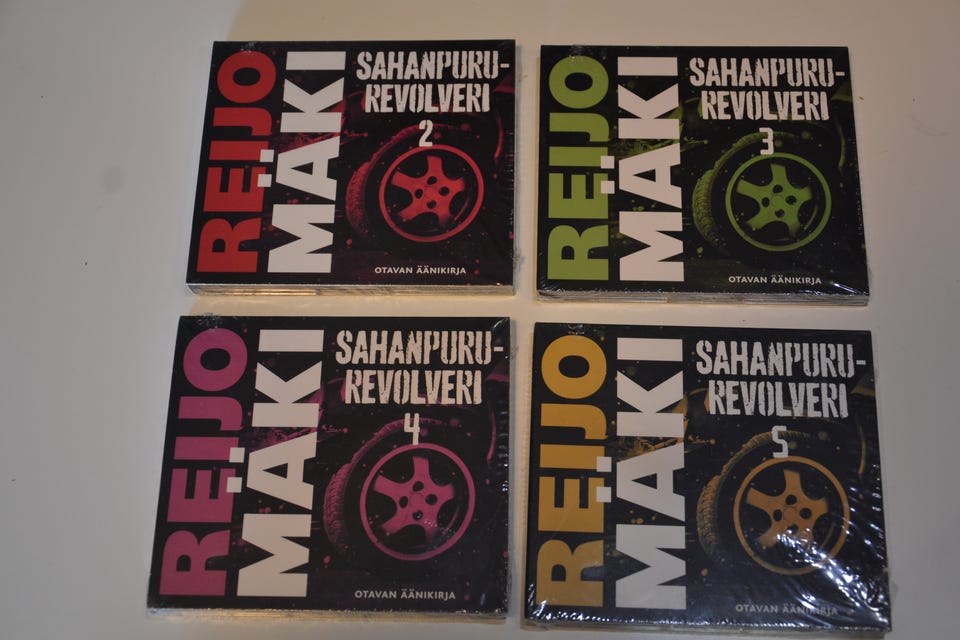 REIJO
MÄKI
SAHANPURU-
REVOLVERI
2
OTAVAN ÄÄNIKIRJA
REIJO
MÄKI
SAHANPURU-
REVOLVERI
3
OTAVAN ÄÄNIKIRJA
REIJO
MÄKI
SAHANPURU-
REVOLVERI
4
OTAVAN ÄÄNIKIRJA
REIJO
MÄKI
SAHANPURU-
REVOLVERI
5
OTAVAN ÄÄNIKIRJA